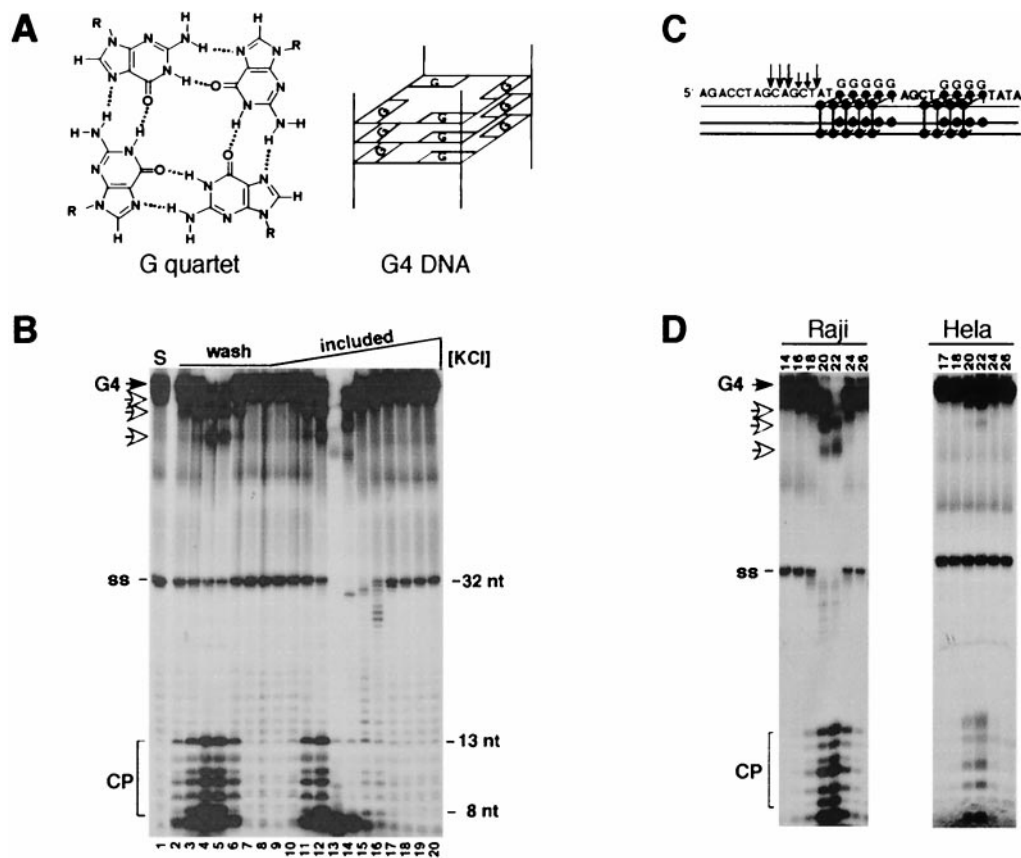 A
R
N
N
N
H
H
H
N
O
N
H
H
O
N
R
N
N
H
H
N
H
H
H
H
N
N
H
O
O
N
H
R
N
N
H
H
N
N
N
R
H
G quartet
G
G
G
G
G
G
G
G
G4 DNA
C
GGGGG GGGG
5' AGACCTAGCAGCTAT T AGCT TATA
B
S wash included [KCl]
G4
ss
-32 nt
- 13 nt
CP
- 8 nt
1 2 3 4 5 6 7 8 9 10 11 12 13 14 15 16 17 18 19 20
D
Raji Hela
14 16 18 20 22 24 26
17 18 20 22 24 26
G4
ss
CP